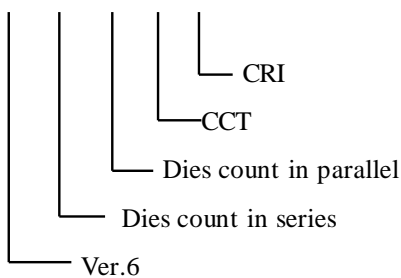 CRI
CCT
Dies count in parallel
Dies count in series
Ver.6